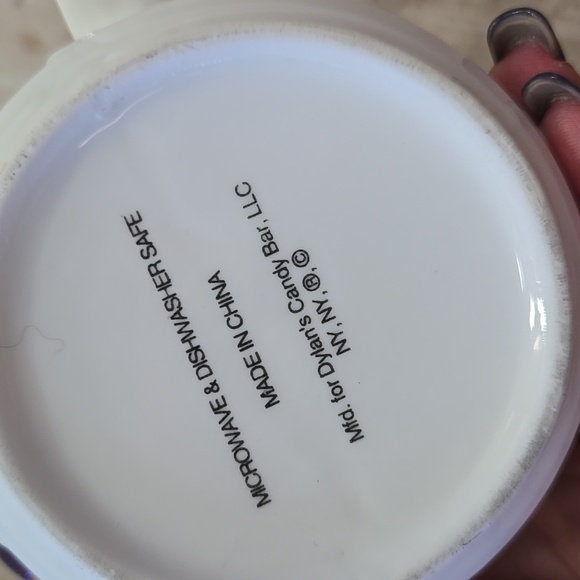 MICROWAVE & DISHWASHER SAFE
MADE IN CHINA
Mfd. for Dylan's Candy Bar, LLC
NY, NY, ®, ©